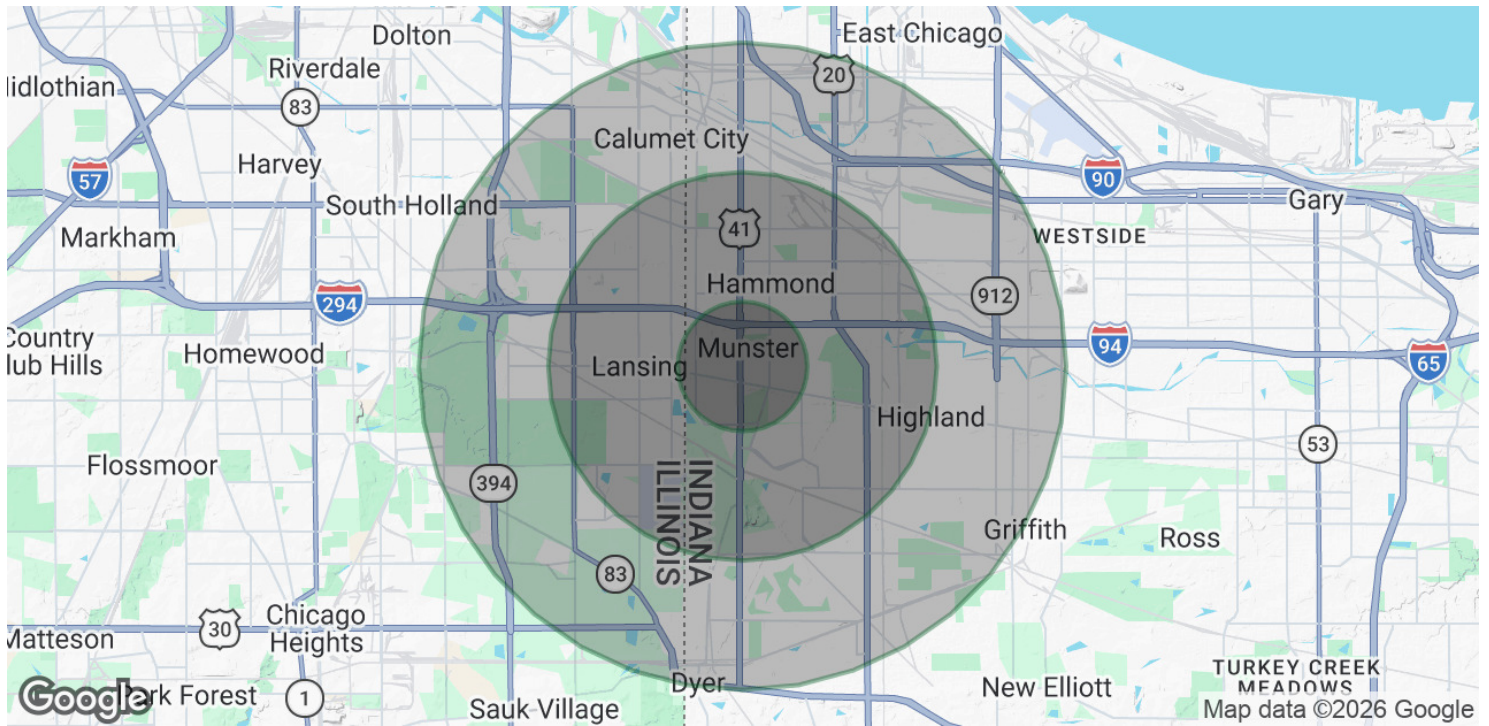 Dolton
East Chicago
Riverdale
20
idlothian
83
Calumet City
Harvey
57
90
South Holland
Gary
41
Markham
WESTSIDE
Hammond
294
912
Country
lub Hills
Munster
94
Homewood
Lansing
65
Highland
53
Flossmoor
394
INDIANA
ILLINOIS
Griffith
Ross
83
Chicago
Heights
30
Matteson
TURKEY CREEK
MEADOWS
Dyer
New Elliott
Google
Park Forest
1
Sauk Village
Map data ©2026 Google